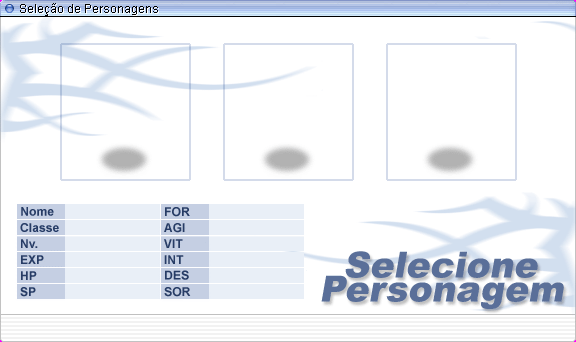 Seleção de Personagens
Nome FOR
Classe AGI
Nv. VIT
EXP INT
HP DES
SP SOR
Selecione
Personagem